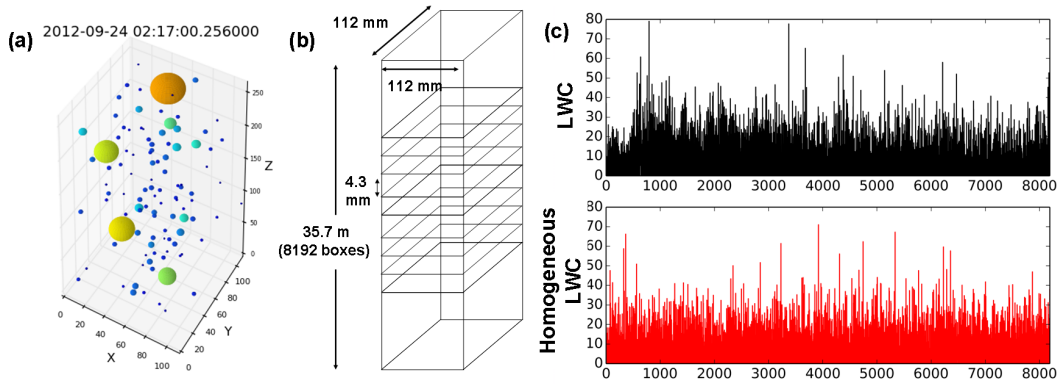 (a)
2012-09-24 02:17:00.256000
250
200
150
100
50
0
Z
0 20 40 60 80 100
X
0 20 40 60 80 100
Y
(b)
112 mm
112 mm
4.3
mm
35.7 m
(8192 boxes)
(c)
LWC
80
70
60
50
40
30
20
10
0
0 1000 2000 3000 4000 5000 6000 7000 8000
Homogeneous
LWC
80
70
60
50
40
30
20
10
0
0 1000 2000 3000 4000 5000 6000 7000 8000